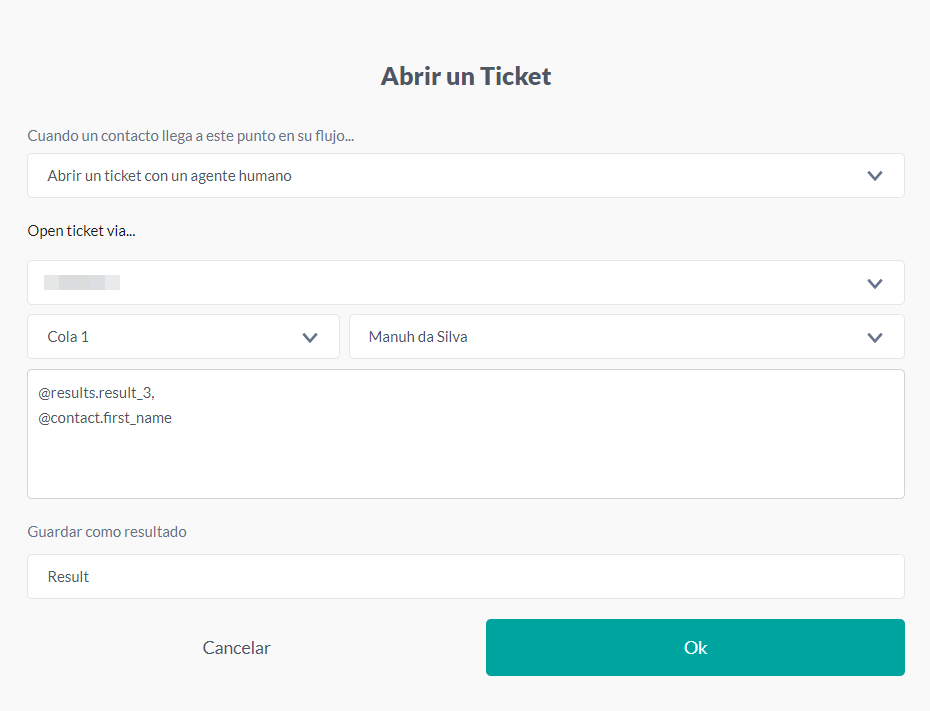 Abrir un Ticket
Cuando un contacto llega a este punto en su flujo...
Abrir un ticket con un agente humano
Open ticket via...
Cola 1
Manuh da Silva
@results.result_3,
@contact.first_name
Guardar como resultado
Result
Cancelar
Ok